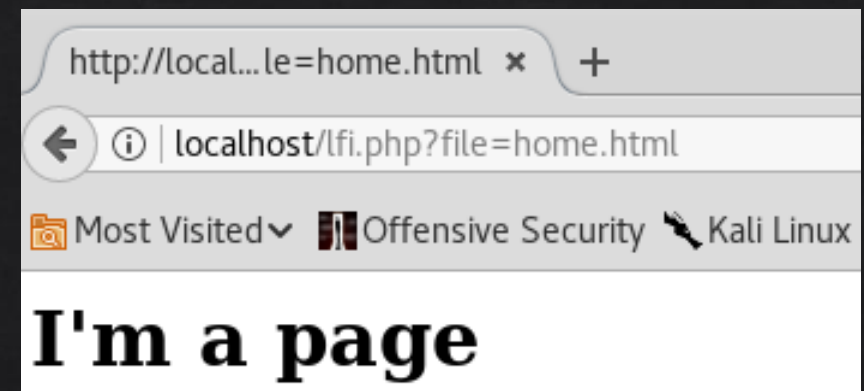 http://local...le=home.html × +
localhost/lfi.php?file=home.html
Most Visited Offensive Security Kali Linux
I'm a page